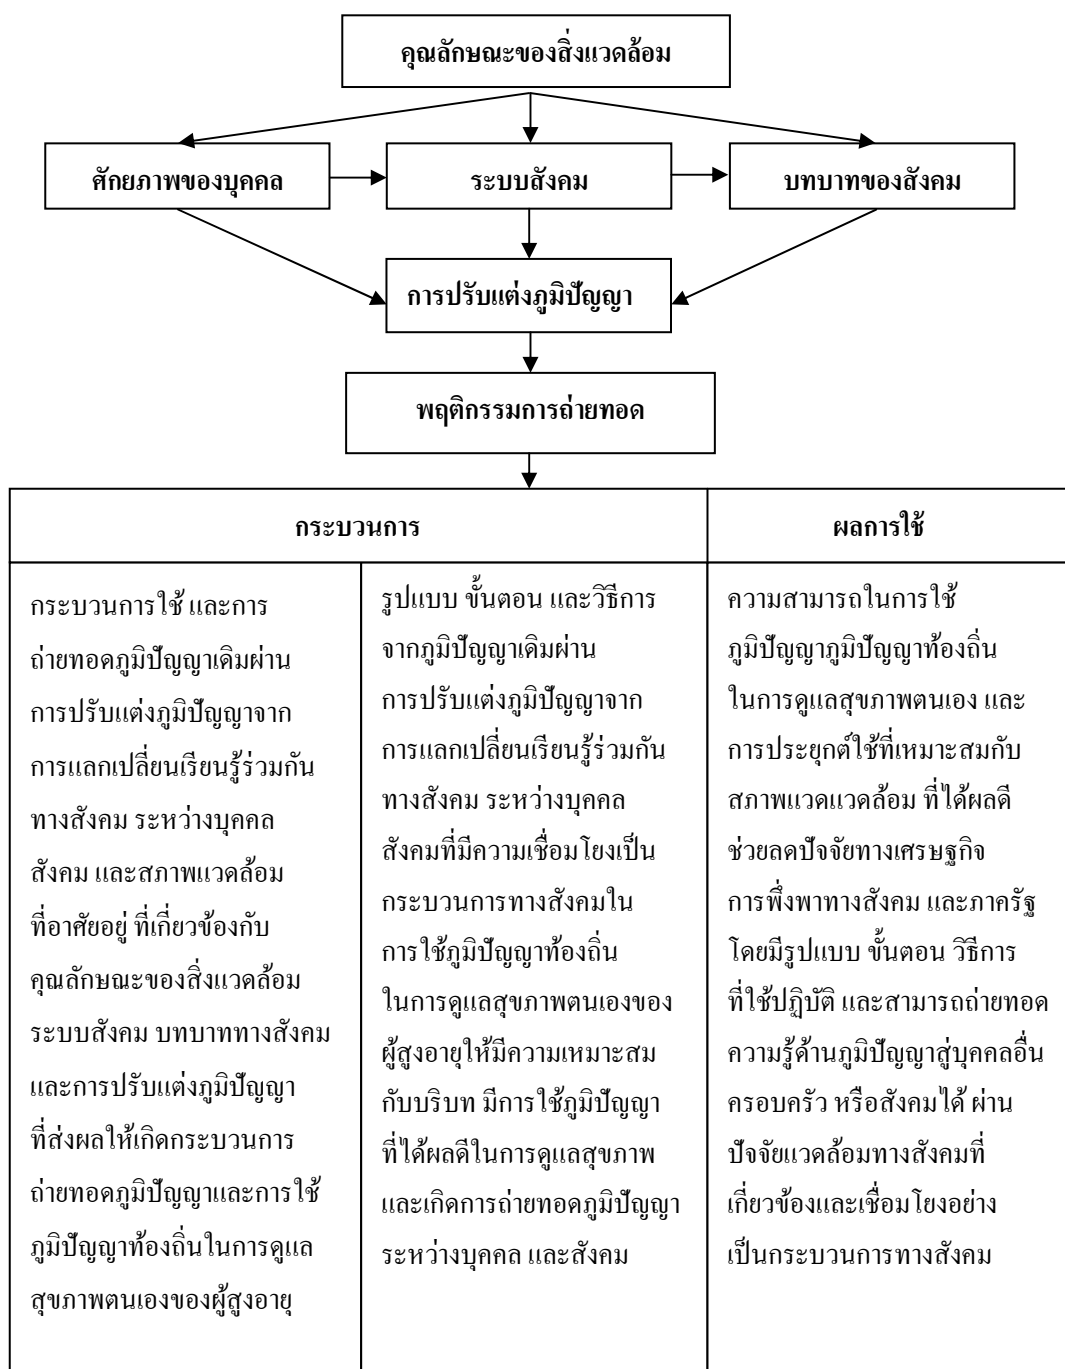 คุณลักษณะของสิ่งแวดล้อม
ศักยภาพของบุคคล
ระบบสังคม
บทบาทของสังคม
การปรับแต่งภูมิปัญญา
พฤติกรรมการถ่ายทอด
กระบวนการ
ผลการใช้
กระบวนการใช้ และการ
ถ่ายทอดภูมิปัญญาเดิมผ่าน
การปรับแต่งภูมิปัญญาจาก
การแลกเปลี่ยนเรียนรู้ร่วมกัน
ทางสังคม ระหว่างบุคคล
สังคม และสภาพแวดล้อม
ที่อาศัยอยู่ ที่เกี่ยวข้องกับ
คุณลักษณะของสิ่งแวดล้อม
ระบบสังคม บทบาททางสังคม
และการปรับแต่งภูมิปัญญา
ที่ส่งผลให้เกิดกระบวนการ
ถ่ายทอดภูมิปัญญาและการใช้
ภูมิปัญญาท้องถิ่นในการดูแล
สุขภาพตนเองของผู้สูงอายุ
รูปแบบ ขั้นตอน และวิธีการ
จากภูมิปัญญาเดิมผ่าน
การปรับแต่งภูมิปัญญาจาก
การแลกเปลี่ยนเรียนรู้ร่วมกัน
ทางสังคม ระหว่างบุคคล
สังคมที่มีความเชื่อมโยงเป็น
กระบวนการทางสังคมใน
การใช้ภูมิปัญญาท้องถิ่น
ในการดูแลสุขภาพตนเองของ
ผู้สูงอายุให้มีความเหมาะสม
กับบริบท มีการใช้ภูมิปัญญา
ที่ได้ผลดีในการดูแลสุขภาพ
และเกิดการถ่ายทอดภูมิปัญญา
ระหว่างบุคคล และสังคม
ความสามารถในการใช้
ภูมิปัญญาภูมิปัญญาท้องถิ่น
ในการดูแลสุขภาพตนเอง และ
การประยุกต์ใช้ที่เหมาะสมกับ
สภาพแวดแวดล้อม ที่ได้ผลดี
ช่วยลดปัจจัยทางเศรษฐกิจ
การพึ่งพาทางสังคม และภาครัฐ
โดยมีรูปแบบ ขั้นตอน วิธีการ
ที่ใช้ปฏิบัติ และสามารถถ่ายทอด
ความรู้ด้านภูมิปัญญาสู่บุคคลอื่น
ครอบครัว หรือสังคมได้ ผ่าน
ปัจจัยแวดล้อมทางสังคมที่
เกี่ยวข้องและเชื่อมโยงอย่าง
เป็นกระบวนการทางสังคม